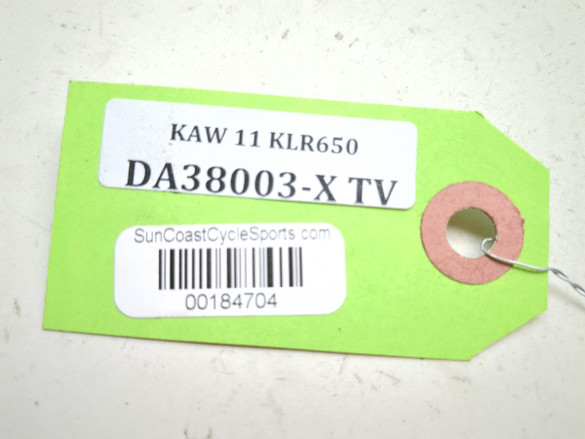 KAW 11 KLR650
DA38003-X TV
SunCoastCycleSports.com
00184704